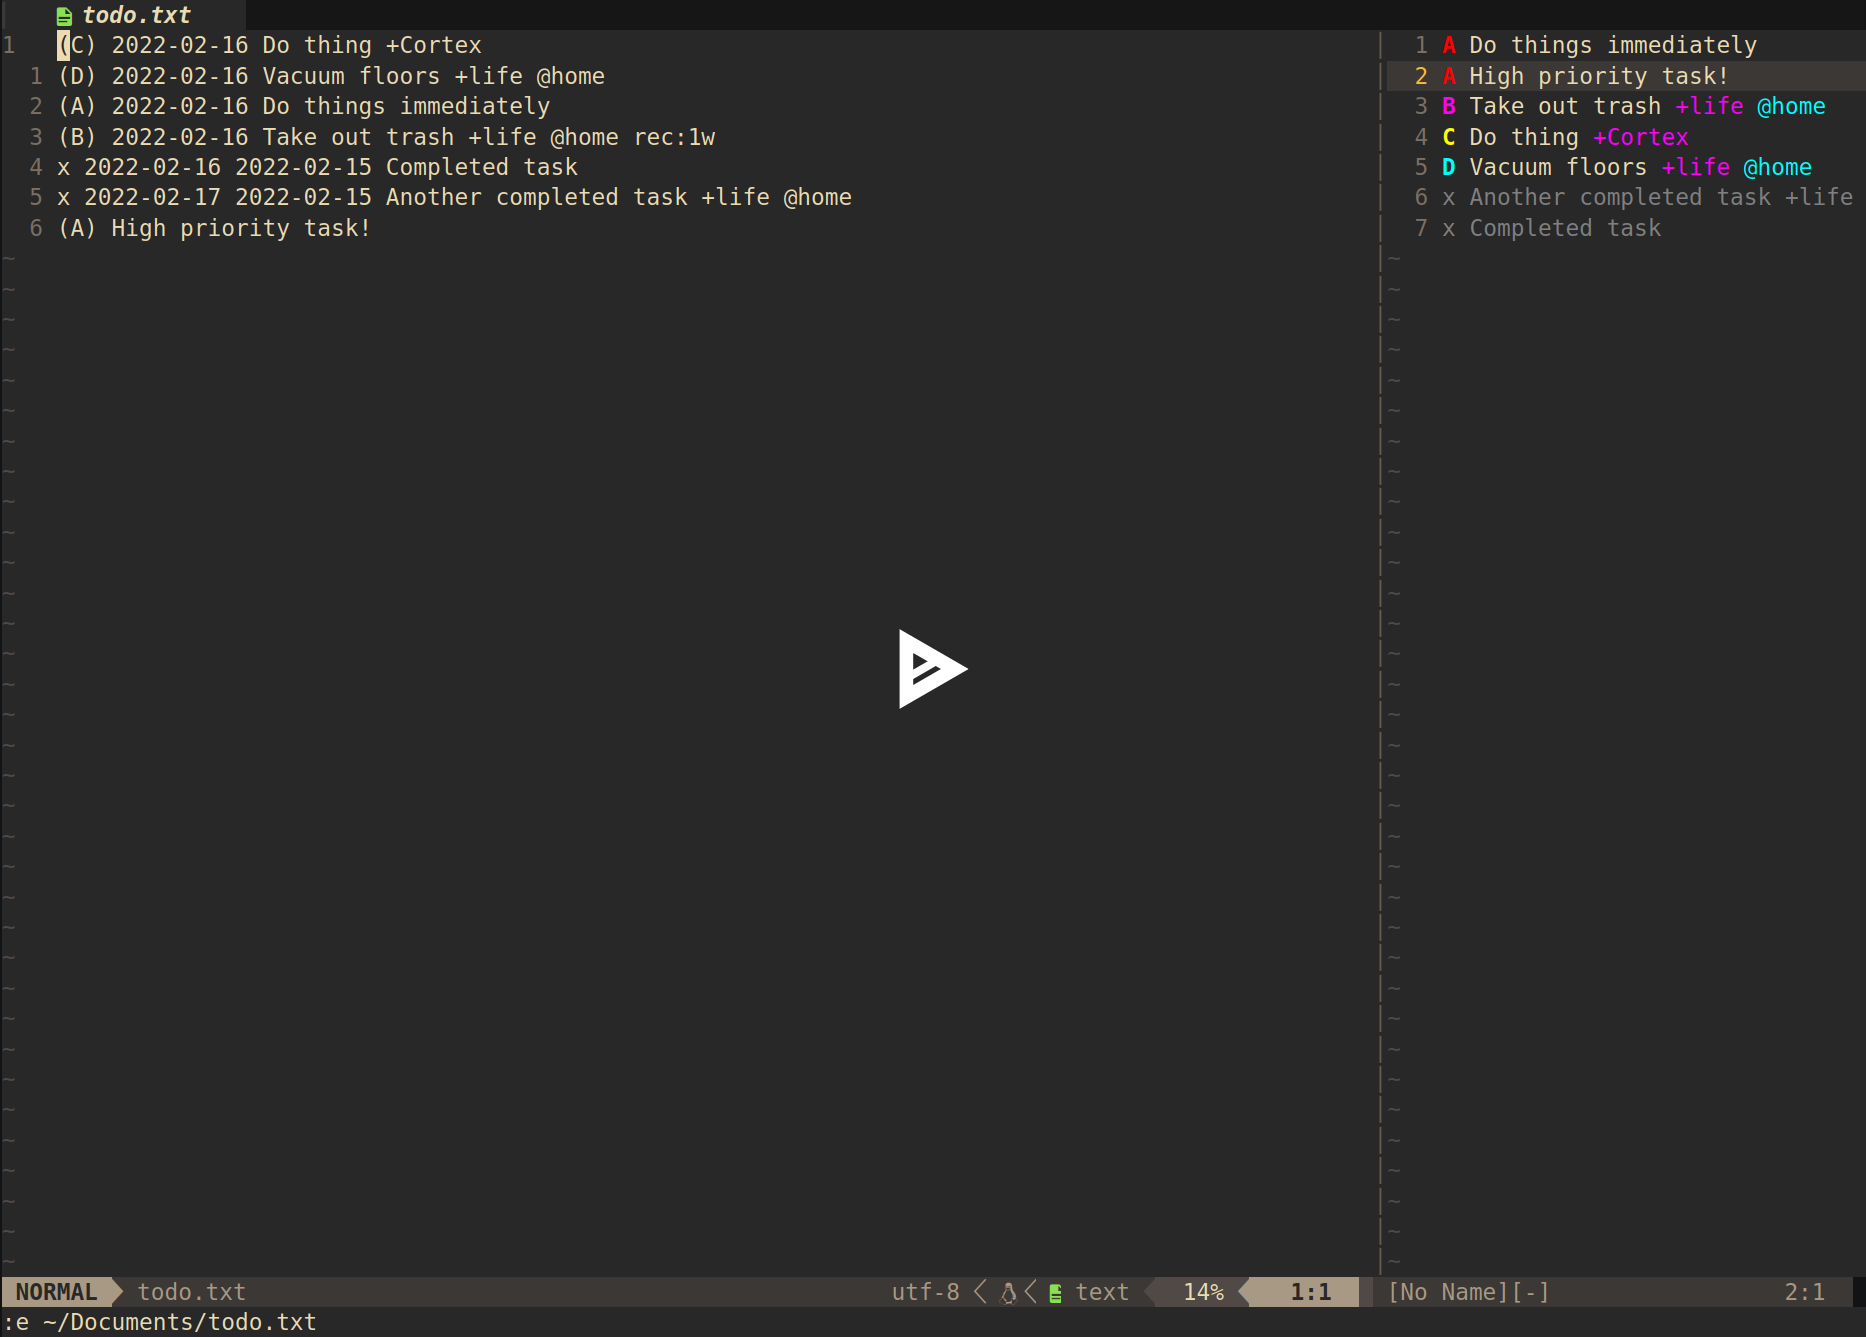 todo.txt
1 (C) 2022-02-16 Do thing +Cortex
1 (D) 2022-02-16 Vacuum floors +life @home
2 (A) 2022-02-16 Do things immediately
3 (B) 2022-02-16 Take out trash +life @home rec:1w
4 x 2022-02-16 2022-02-15 Completed task
5 x 2022-02-17 2022-02-15 Another completed task +life @home
6 (A) High priority task!
1 A Do things immediately
2 A High priority task!
3 B Take out trash +life @home
4 C Do thing +Cortex
5 D Vacuum floors +life @home
6 x Another completed task +life
7 x Completed task
NORMAL todo.txt utf-8 text 14% 1:1 [No Name][-] 2:1
:e ~/Documents/todo.txt